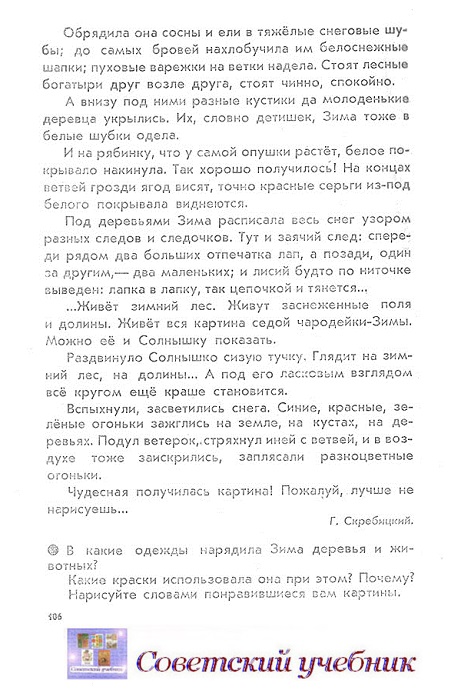 Обрядила она сосны и ели в тяжёлые снеговые шу-
бы; до самых бровей нахлобучила им белоснежные
шапки; пуховые варежки на ветки надела. Стоят лесные
богатыри друг возле друга, стоят чинно, спокойно.
А внизу под ними разные кустики да молоденькие
деревца укрылись. Их, словно детишек, Зима тоже в
белые шубки одела.
И на рябинку, что у самой опушки растёт, белое по-
крывало накинула. Так хорошо получилось! На концах
ветвей грозди ягод висят, точно красные серьги из-под
белого покрывала виднеются.
Под деревьями Зима расписала весь снег узором
разных следов и следочков. Тут и заячий след: спере-
ди рядом два больших отпечатка лап, а позади, один
за другим,— два маленьких; и лисий будто по ниточке
выведен: лапка в лапку, так цепочкой и тянется...
...Живёт зимний лес. Живут заснеженные поля
и долины. Живёт вся картина седой чародейки-Зимы.
Можно её и Солнышку показать.
Раздвинуло Солнышко сизую тучку. Глядит на зим-
ний лес, на долины... А под его ласковым взглядом
всё кругом ещё краше становится.
Вспыхнули, засветились снега. Синие, красные, зе-
лёные огоньки зажглись на земле, на кустах, на де-
ревьях. Подул ветерок, стряхнул иней с ветвей, и в воз-
духе тоже заискрились, заплясали разноцветные
огоньки.
Чудесная получилась картина! Пожалуй, лучше не
нарисуешь...
Г. Скребицкий.
В какие одежды нарядила Зима деревья и жи-
вотных?
Какие краски использовала она при этом? Почему?
Нарисуйте словами понравившиеся вам картины.
106
Советский учебник